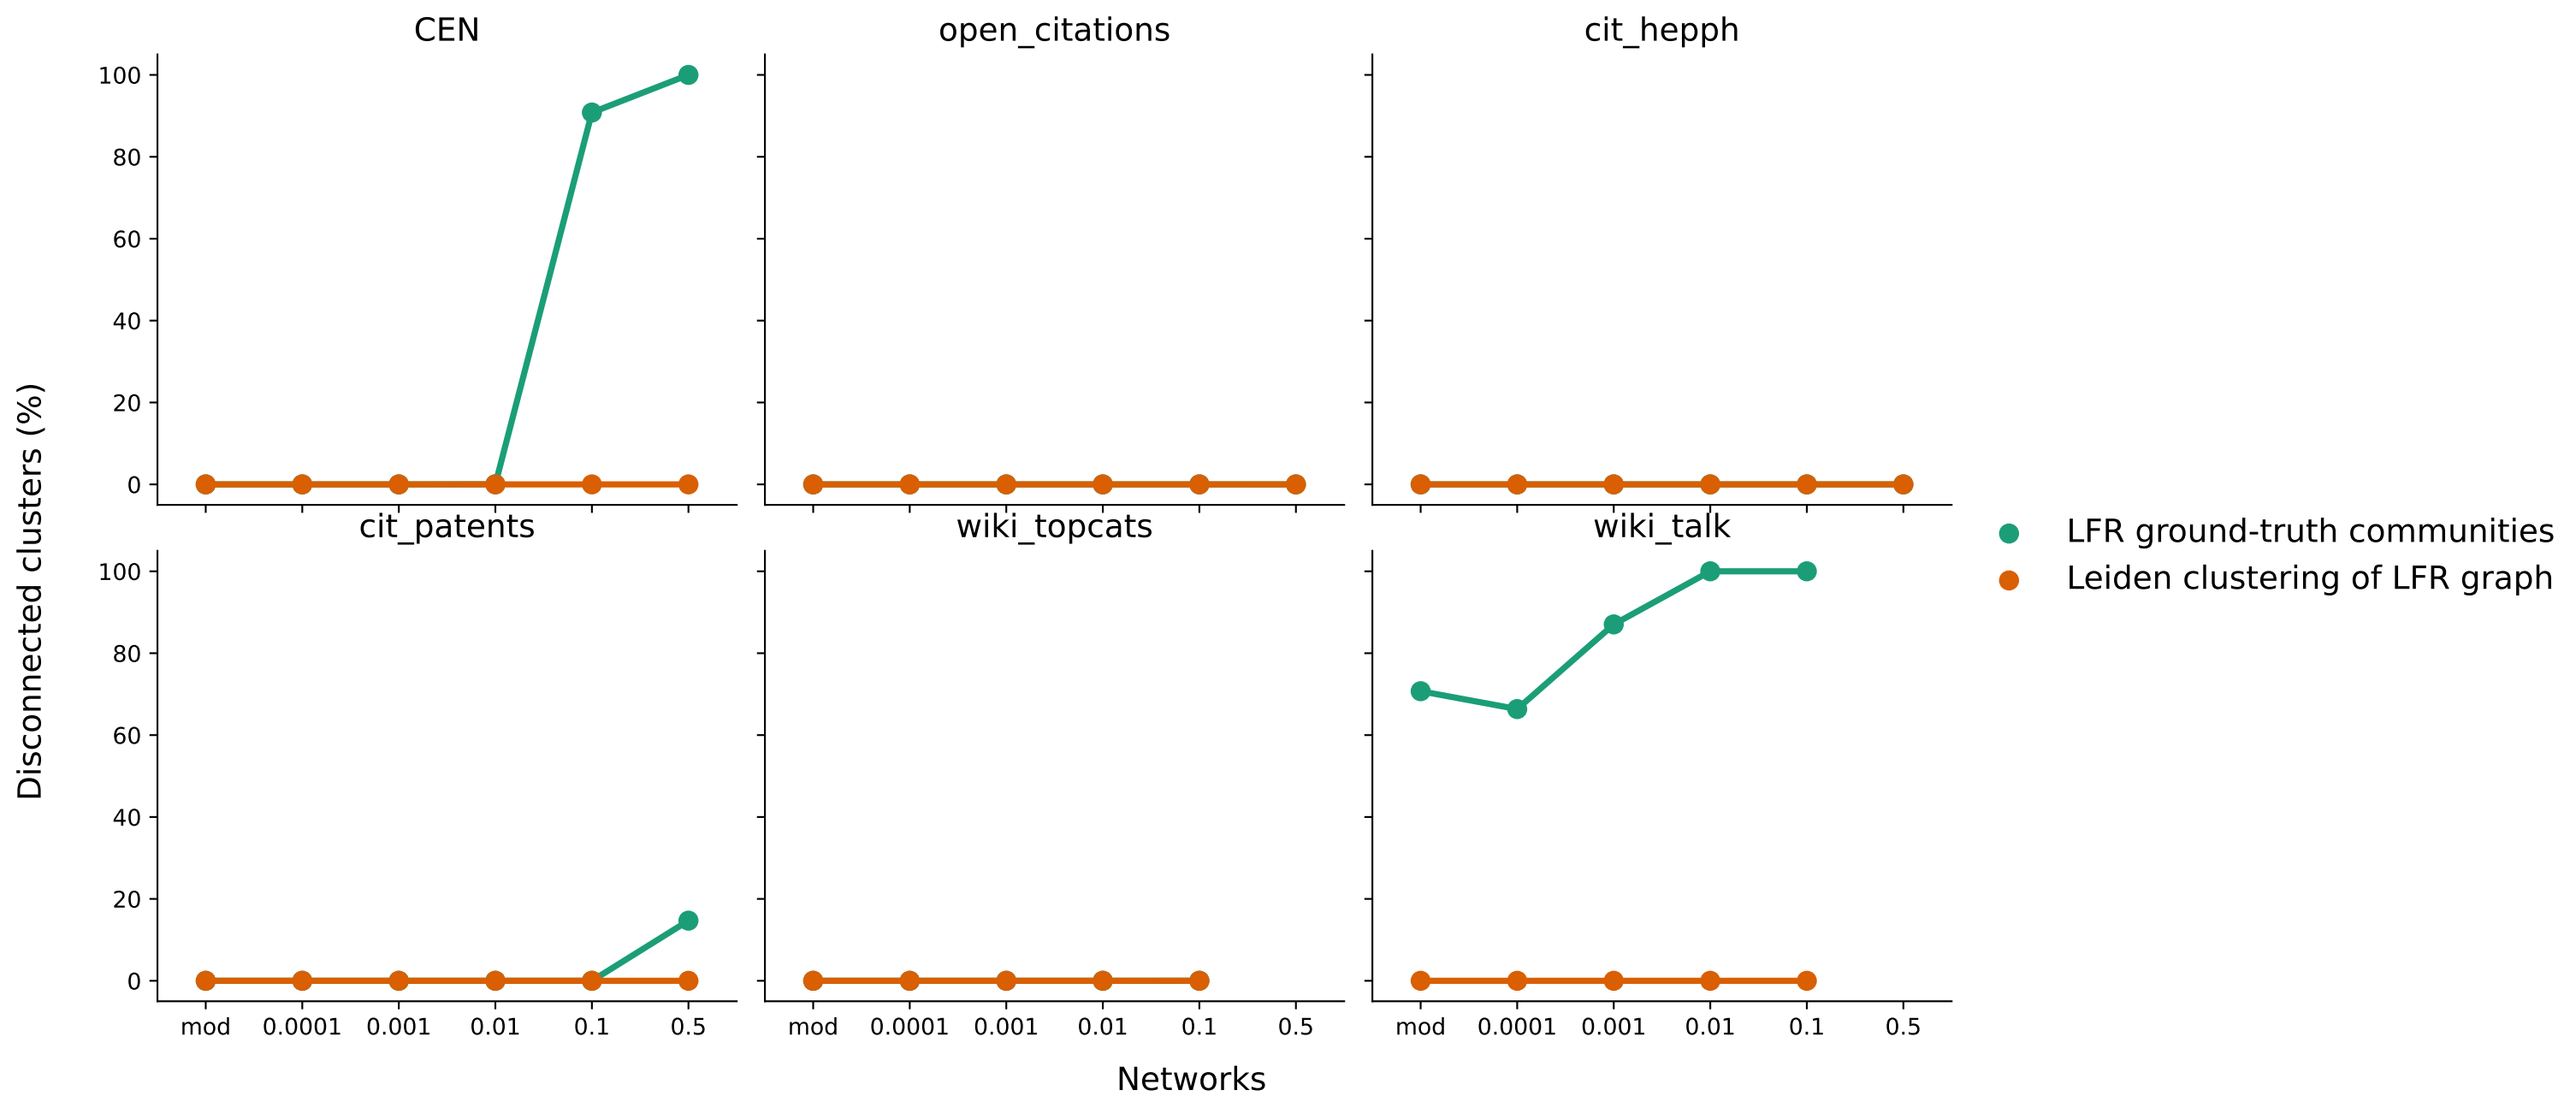 CEN
open_citations
cit_hepph
100
80
60
40
20
0
Disconnected clusters (%)
cit_patents
wiki_topcats
wiki_talk
100
80
60
40
20
0
LFR ground-truth communities
Leiden clustering of LFR graph
mod 0.0001 0.001 0.01 0.1 0.5
mod 0.0001 0.001 0.01 0.1 0.5
mod 0.0001 0.001 0.01 0.1 0.5
Networks